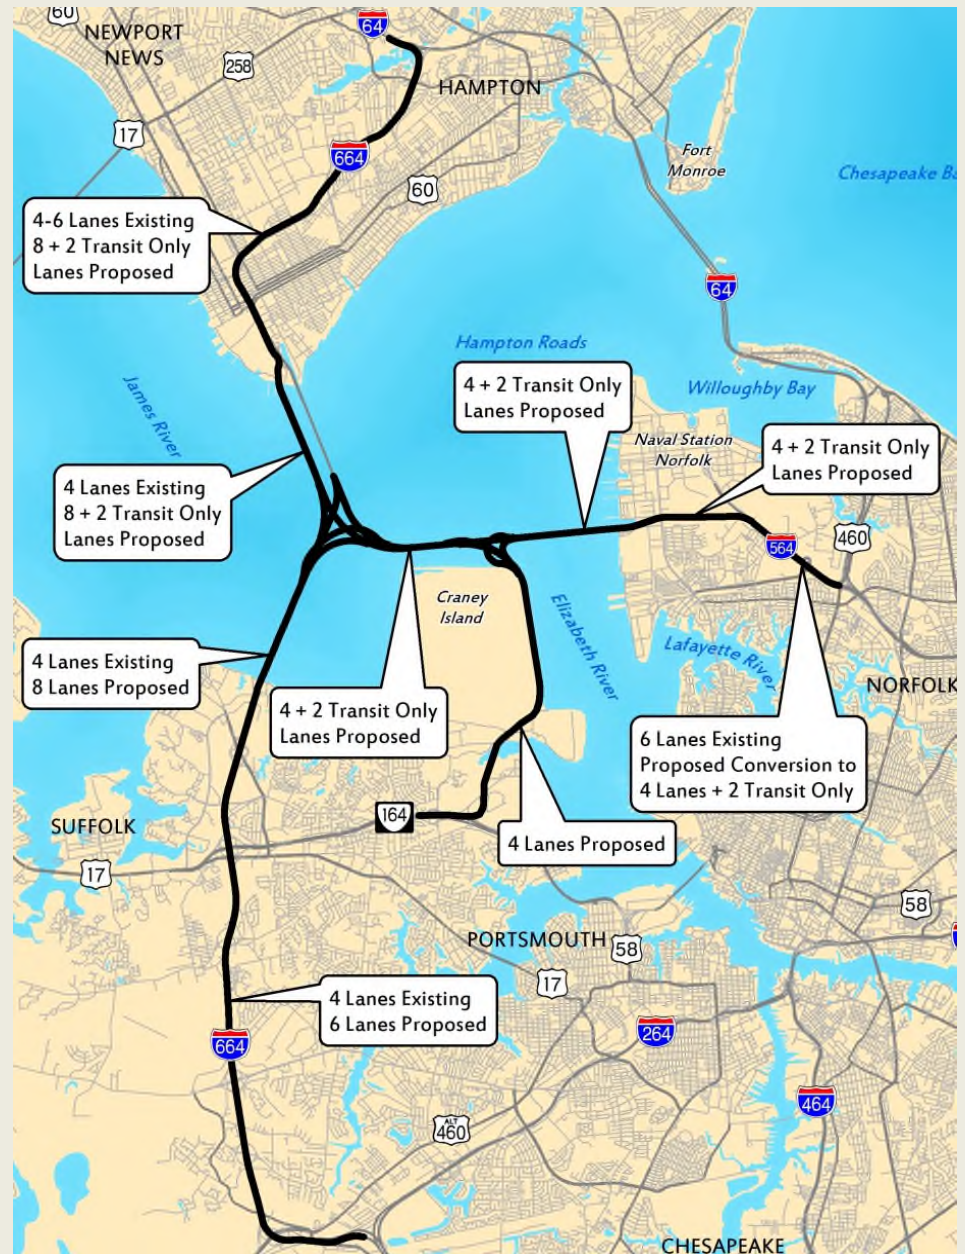 60
NEWPORT
NEWS
64
258
HAMPTON
17
664
Fort
Monroe
Chesapeake Ba
60
4-6 Lanes Existing
8 + 2 Transit Only
Lanes Proposed
64
Hampton Roads
James River
4 + 2 Transit Only
Lanes Proposed
Willoughby Bay
Naval Station
Norfolk
4 + 2 Transit Only
Lanes Proposed
4 Lanes Existing
8 + 2 Transit Only
Lanes Proposed
564
460
Craney
Island
Elizabeth River
Lafayette River
4 Lanes Existing
8 Lanes Proposed
NORFOLK
4 + 2 Transit Only
Lanes Proposed
6 Lanes Existing
Proposed Conversion to
4 Lanes + 2 Transit Only
164
SUFFOLK
4 Lanes Proposed
17
58
PORTSMOUTH
58
17
4 Lanes Existing
6 Lanes Proposed
664
264
464
ALT
460
CHESAPEAKE